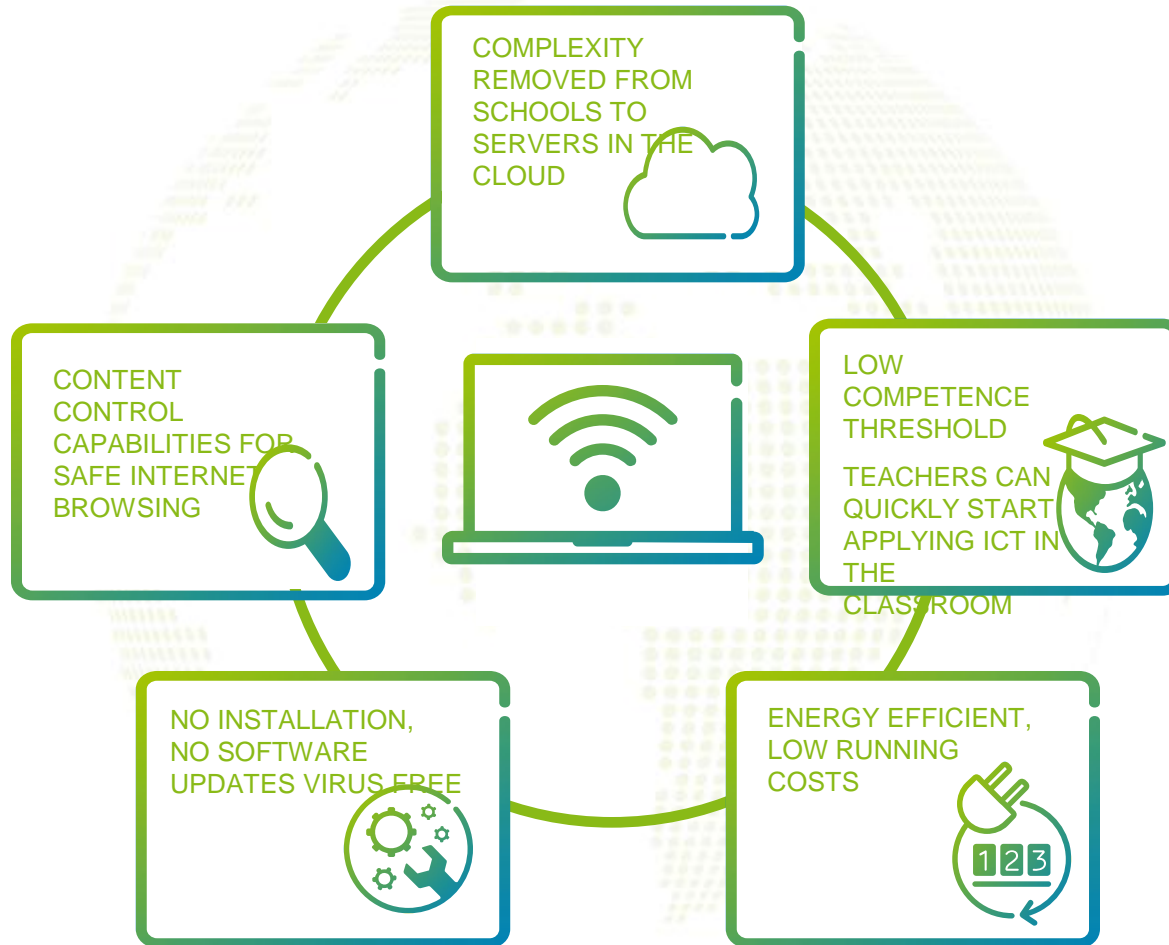 COMPLEXITY
REMOVED FROM
SCHOOLS TO
SERVERS IN THE
CLOUD
CONTENT
CONTROL
CAPABILITIES FOR
SAFE INTERNET
BROWSING
LOW
COMPETENCE
THRESHOLD
TEACHERS CAN
QUICKLY START
APPLYING ICT IN
THE
CLASSROOM
NO INSTALLATION,
NO SOFTWARE
UPDATES VIRUS FREE
ENERGY EFFICIENT,
LOW RUNNING
COSTS
123